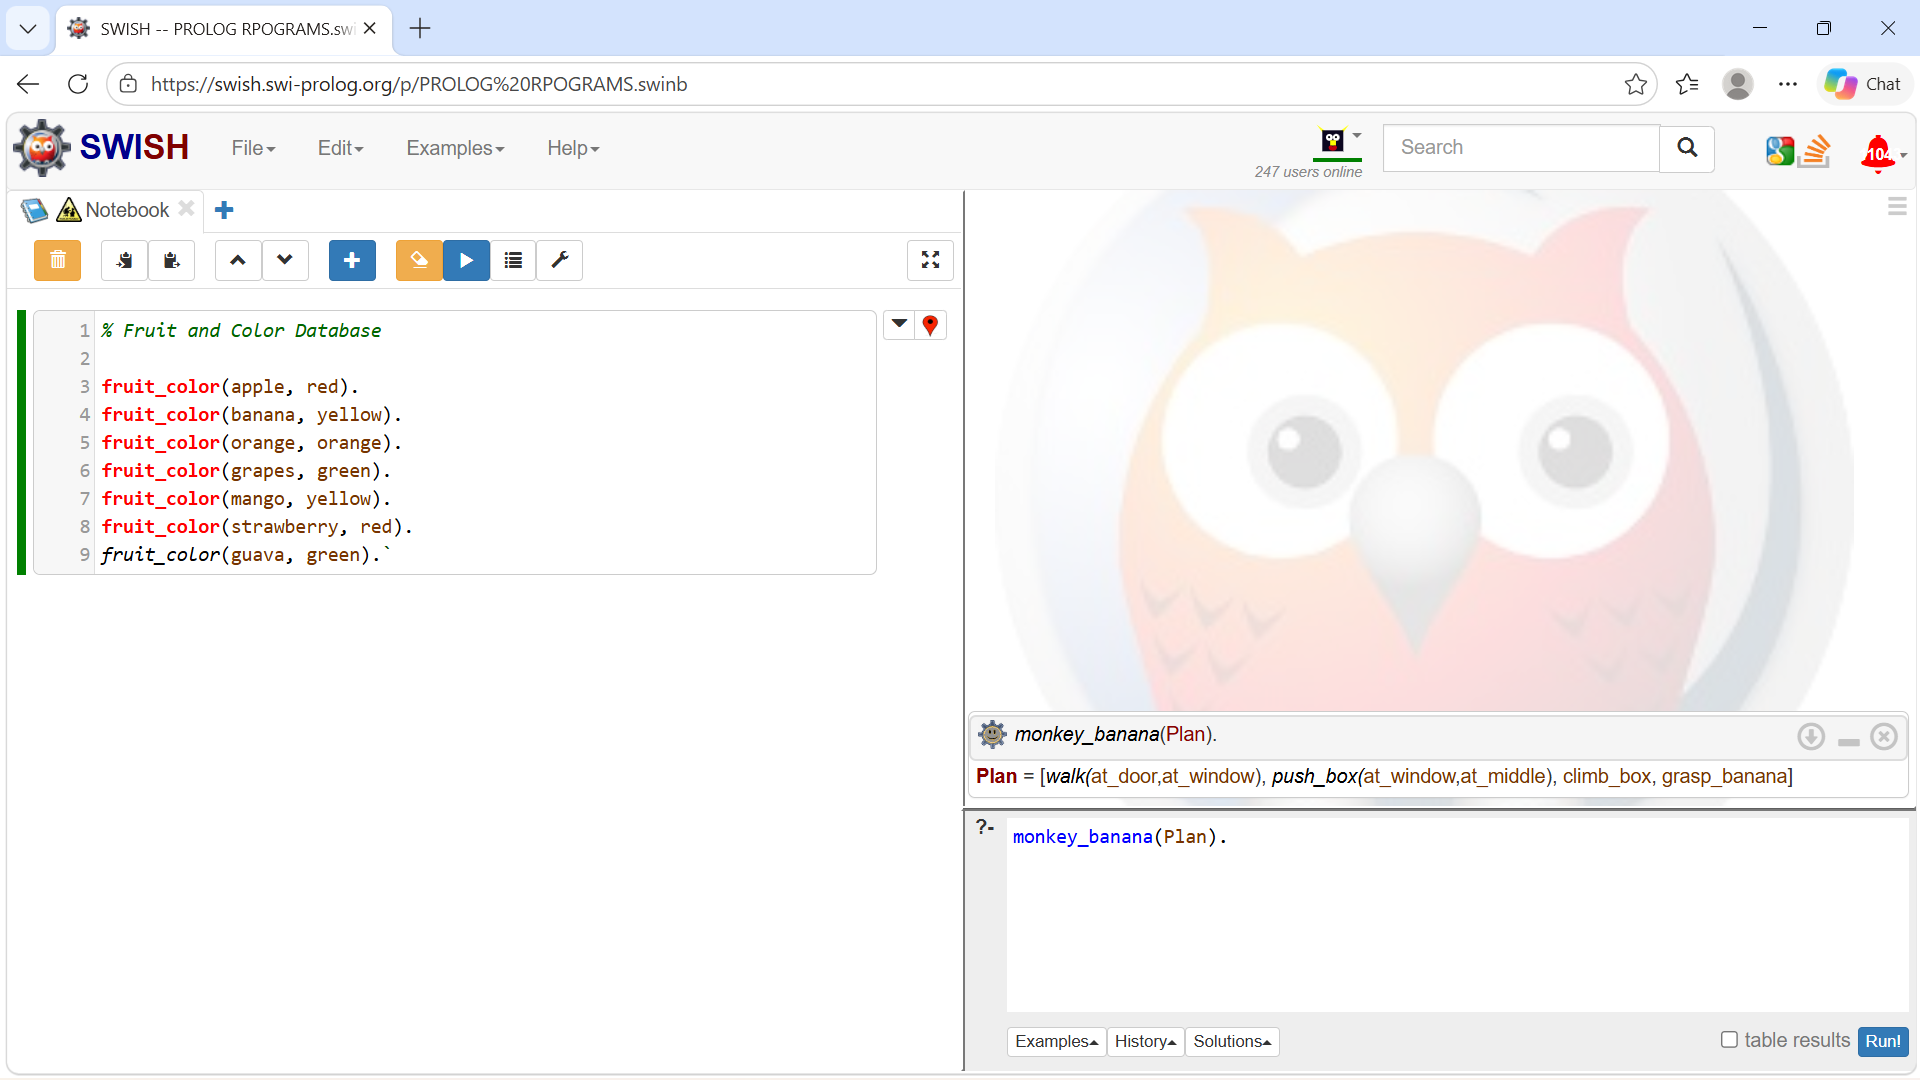 SWISH -- PROLOG RPOGRAMS.swi
https://swish.swi-prolog.org/p/PROLOG%20RPOGRAMS.swinb
Chat
SWISH File Edit Examples Help
247 users online
Search
104
Notebook
1 % Fruit and Color Database
2
3 fruit_color(apple, red).
4 fruit_color(banana, yellow).
5 fruit_color(orange, orange).
6 fruit_color(grapes, green).
7 fruit_color(mango, yellow).
8 fruit_color(strawberry, red).
9 fruit_color(guava, green).`
monkey_banana(Plan).
Plan = [walk(at_door,at_window), push_box(at_window,at_middle), climb_box, grasp_banana]
?- monkey_banana(Plan).
Examples History Solutions
table results Run!